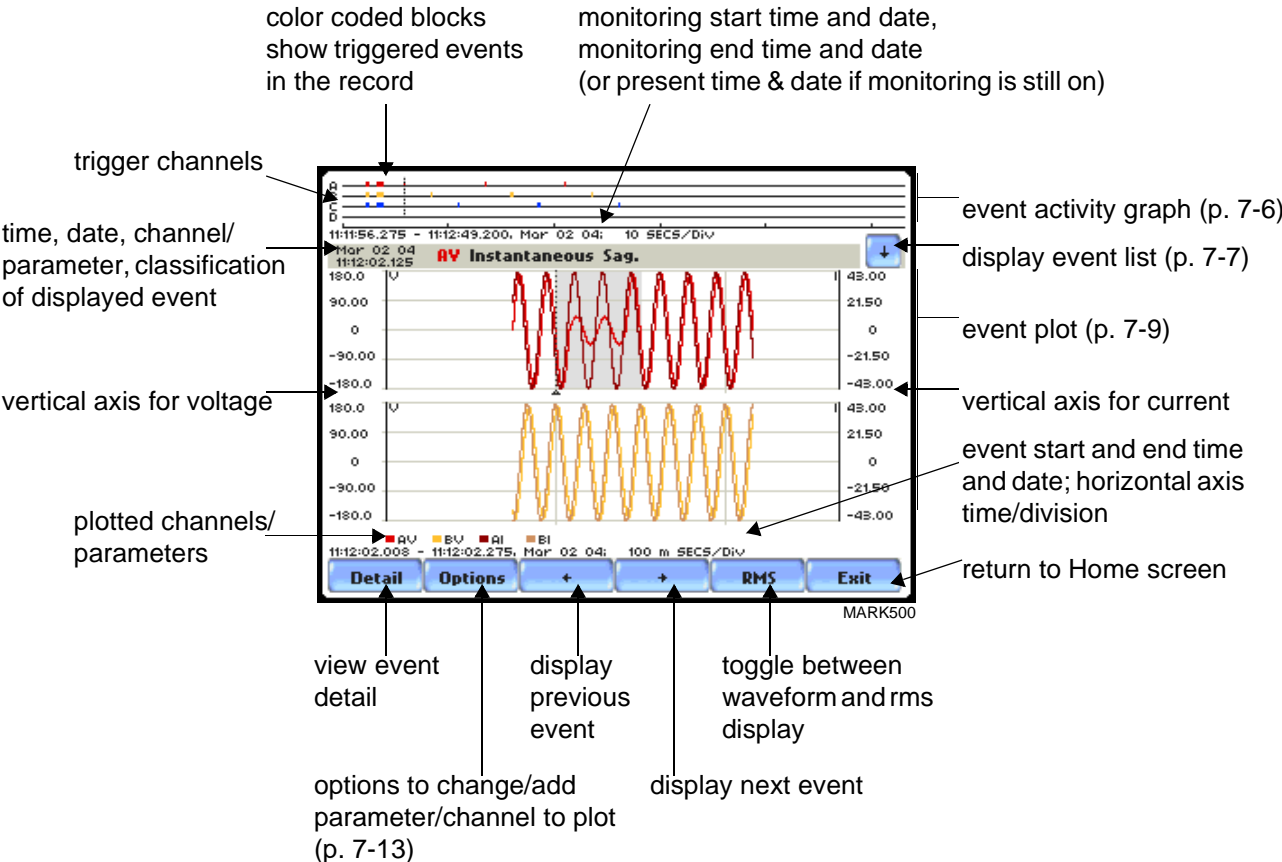 color coded blocks
show triggered events
in the record
monitoring start time and date,
monitoring end time and date
(or present time & date if monitoring is still on)
trigger channels
time, date, channel/
parameter, classification
of displayed event
vertical axis for voltage
plotted channels/
parameters
A
B
C
D
11:11:56.275 - 11:12:49.200, Mar 02 04; 10 SECS/Div
Mar 02 04
11:12:02.125
AV Instantaneous Sag.
↓
180.0 V I 43.00
90.00 21.50
0 0
-90.00 -21.50
-180.0 -43.00
180.0 V I 43.00
90.00 21.50
0 0
-90.00 -21.50
-180.0 -43.00
AV BV AI BI
11:12:02.008 - 11:12:02.275, Mar 02 04; 100 m SECS/Div
Detail Options ← → RMS Exit
MARK500
event activity graph (p. 7-6)
display event list (p. 7-7)
event plot (p. 7-9)
vertical axis for current
event start and end time
and date; horizontal axis
time/division
return to Home screen
view event
detail
display
previous
event
toggle between
waveform and rms
display
options to change/add
parameter/channel to plot
(p. 7-13)
display next event